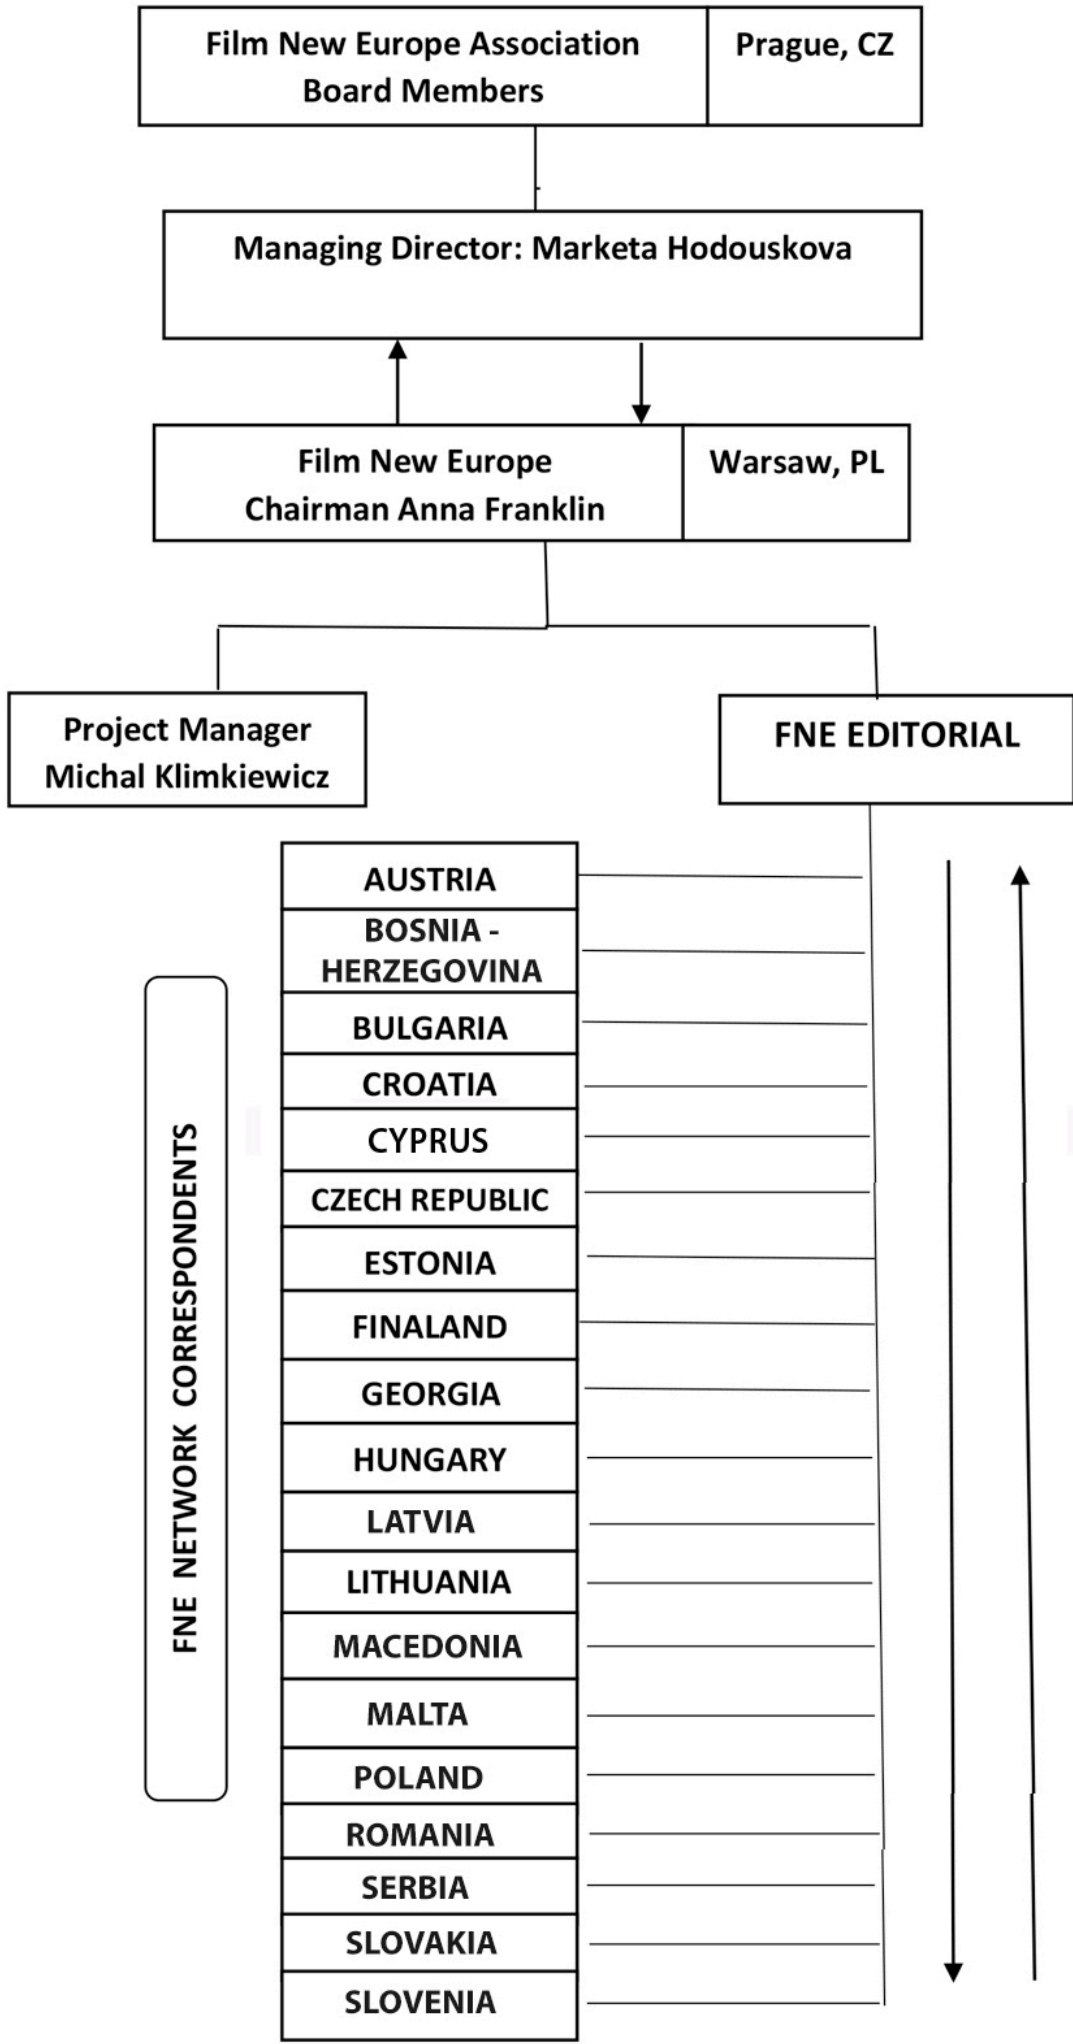 Film New Europe Association
Board Members
Prague, CZ
Managing Director: Marketa Hodouskova
Film New Europe
Chairman Anna Franklin
Warsaw, PL
Project Manager
Michal Klimkiewicz
FNE EDITORIAL
FNE NETWORK CORRESPONDENTS
AUSTRIA
BOSNIA -
HERZEGOVINA
BULGARIA
CROATIA
CYPRUS
CZECH REPUBLIC
ESTONIA
FINALAND
GEORGIA
HUNGARY
LATVIA
LITHUANIA
MACEDONIA
MALTA
POLAND
ROMANIA
SERBIA
SLOVAKIA
SLOVENIA